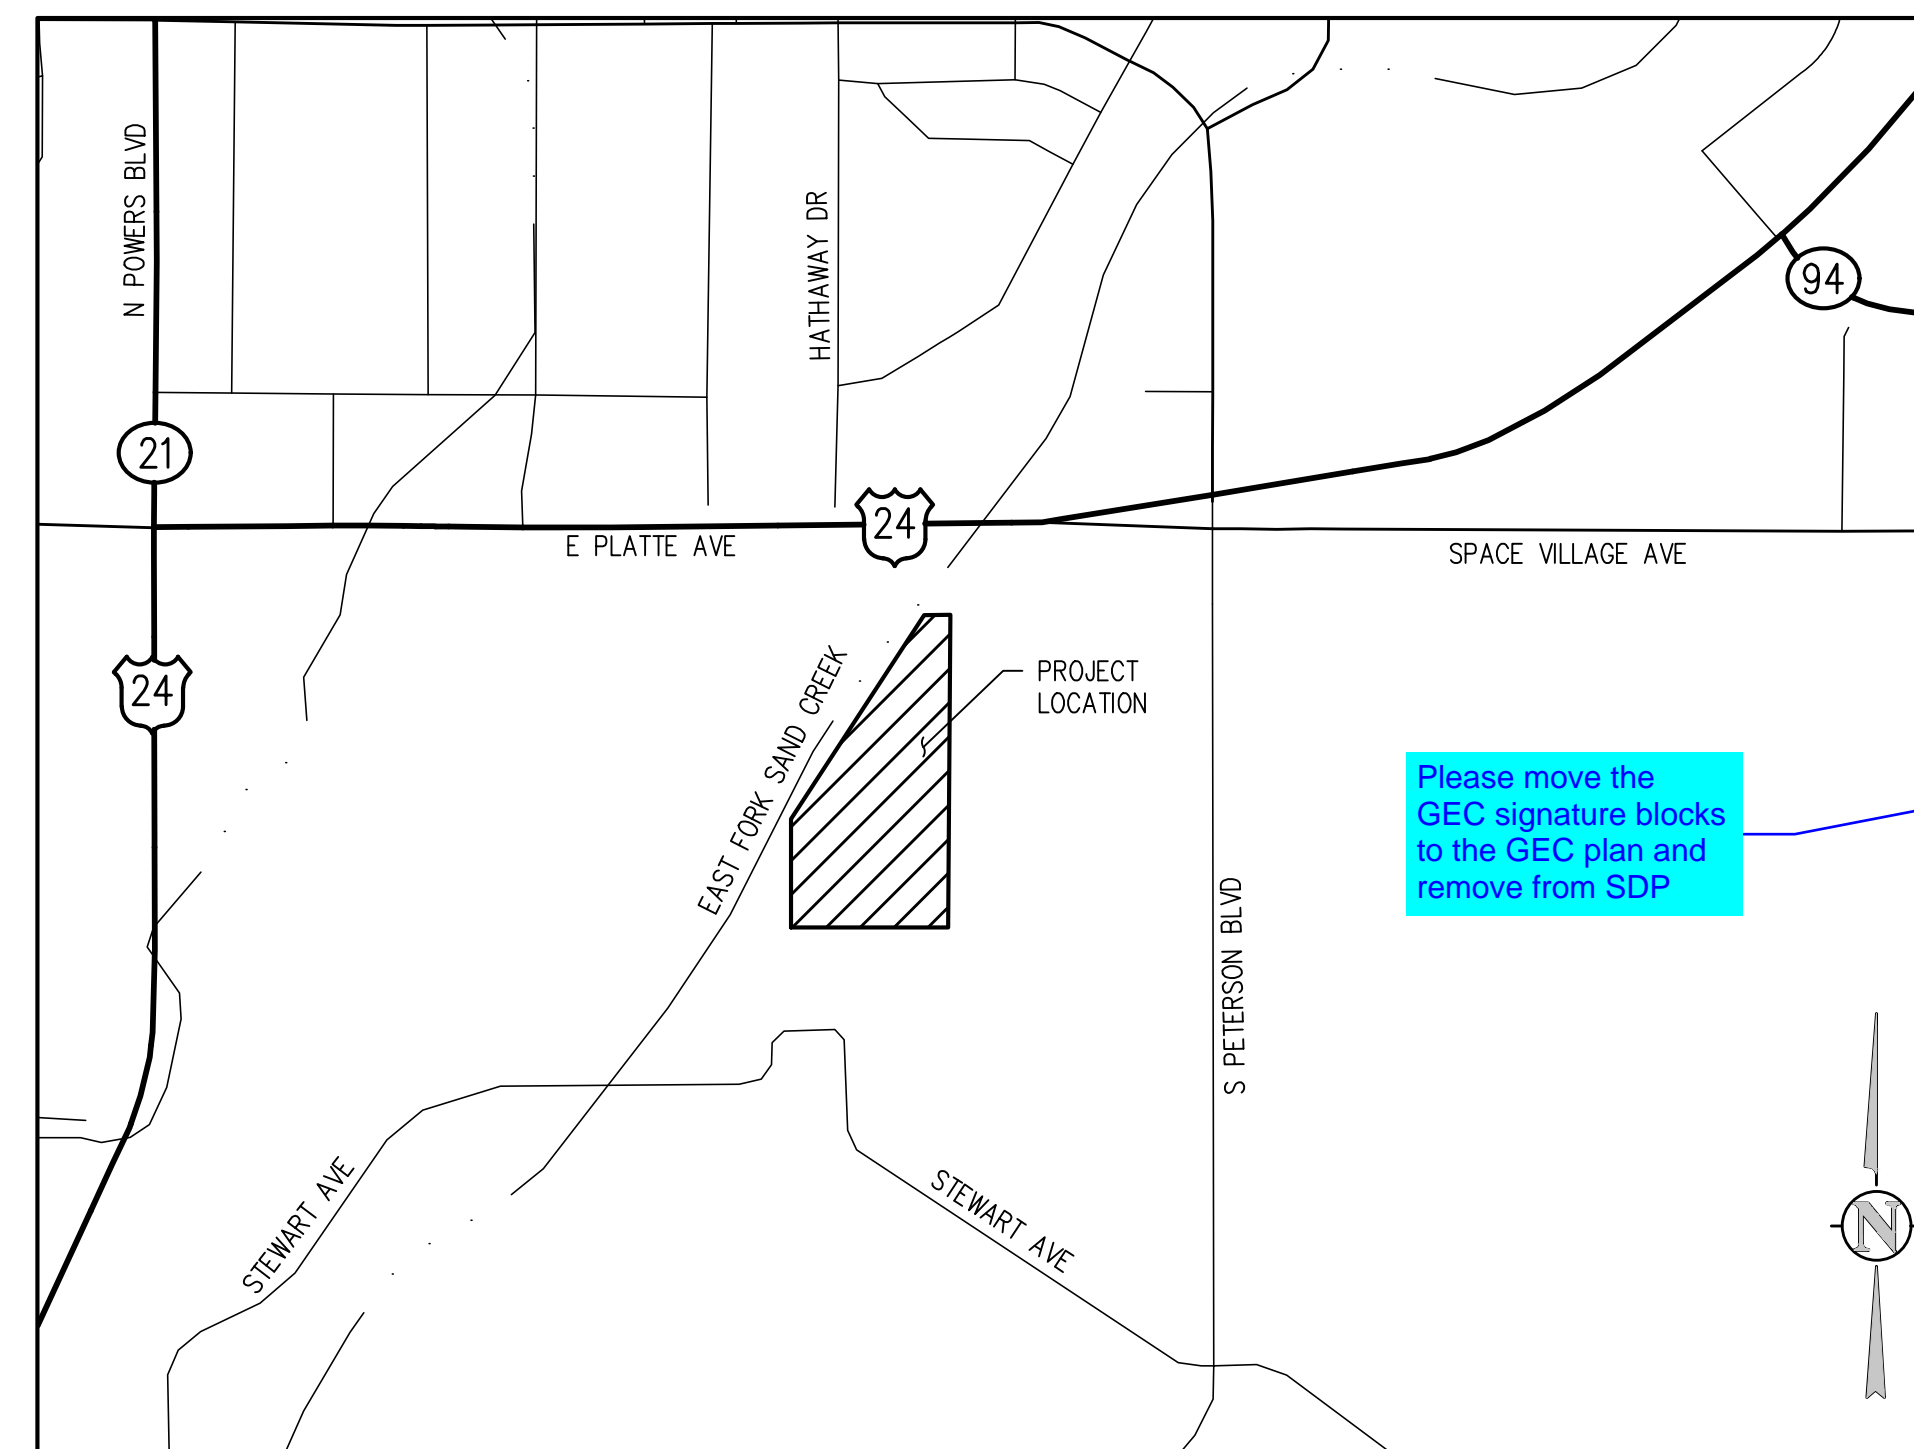 N POWERS BLVD
HATHAWAY DR
94
21
24
E PLATTE AVE
SPACE VILLAGE AVE
24
EAST FORK SAND CREEK
PROJECT
LOCATION
Please move the
GEC signature blocks
to the GEC plan and
remove from SDP
S PETERSON BLVD
STEWART AVE
STEWART AVE
N